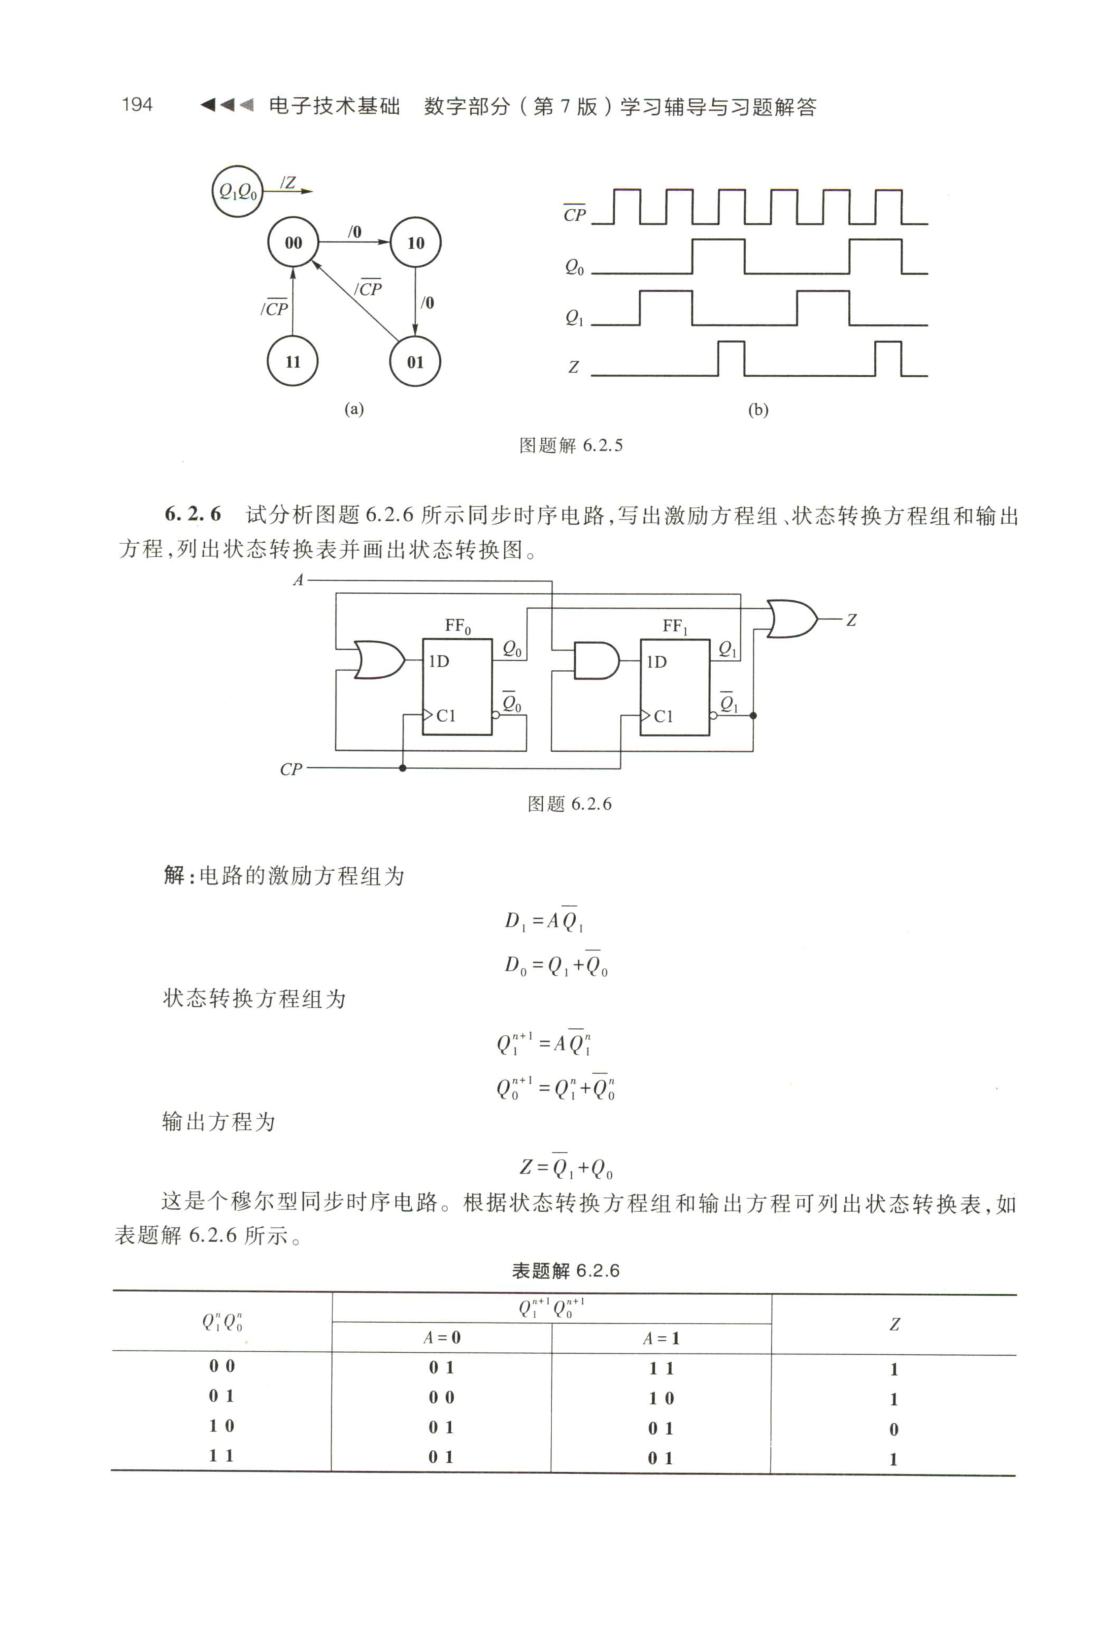 194 ◀◀◀ 电子技术基础 数字部分(第7版)学习辅导与习题解答
Q₁Q₀ /Z
00 /0 10
/C̅P̅ /C̅P̅ /0
11 01
(a)
C̅P̅
Q₀
Q₁
Z
(b)
图题解 6.2.5
6.2.6 试分析图题 6.2.6 所示同步时序电路,写出激励方程组、状态转换方程组和输出
方程,列出状态转换表并画出状态转换图。
A
FF₀ FF₁ Z
1D Q₀ 1D Q₁
C1 Q̅₀ C1 Q̅₁
CP
图题 6.2.6
解:电路的激励方程组为
D₁=AQ̅₁
D₀=Q₁+Q̅₀
状态转换方程组为
Q₁ⁿ⁺¹=AQ̅₁ⁿ
Q₀ⁿ⁺¹=Q₁ⁿ+Q̅₀ⁿ
输出方程为
Z=Q̅₁+Q₀
这是个穆尔型同步时序电路。根据状态转换方程组和输出方程可列出状态转换表,如
表题解 6.2.6 所示。
表题解 6.2.6
Q₁ⁿQ₀ⁿ Q₁ⁿ⁺¹Q₀ⁿ⁺¹ Z
A=0 A=1
0 0 0 1 1 1 1
0 1 0 0 1 0 1
1 0 0 1 0 1 0
1 1 0 1 0 1 1